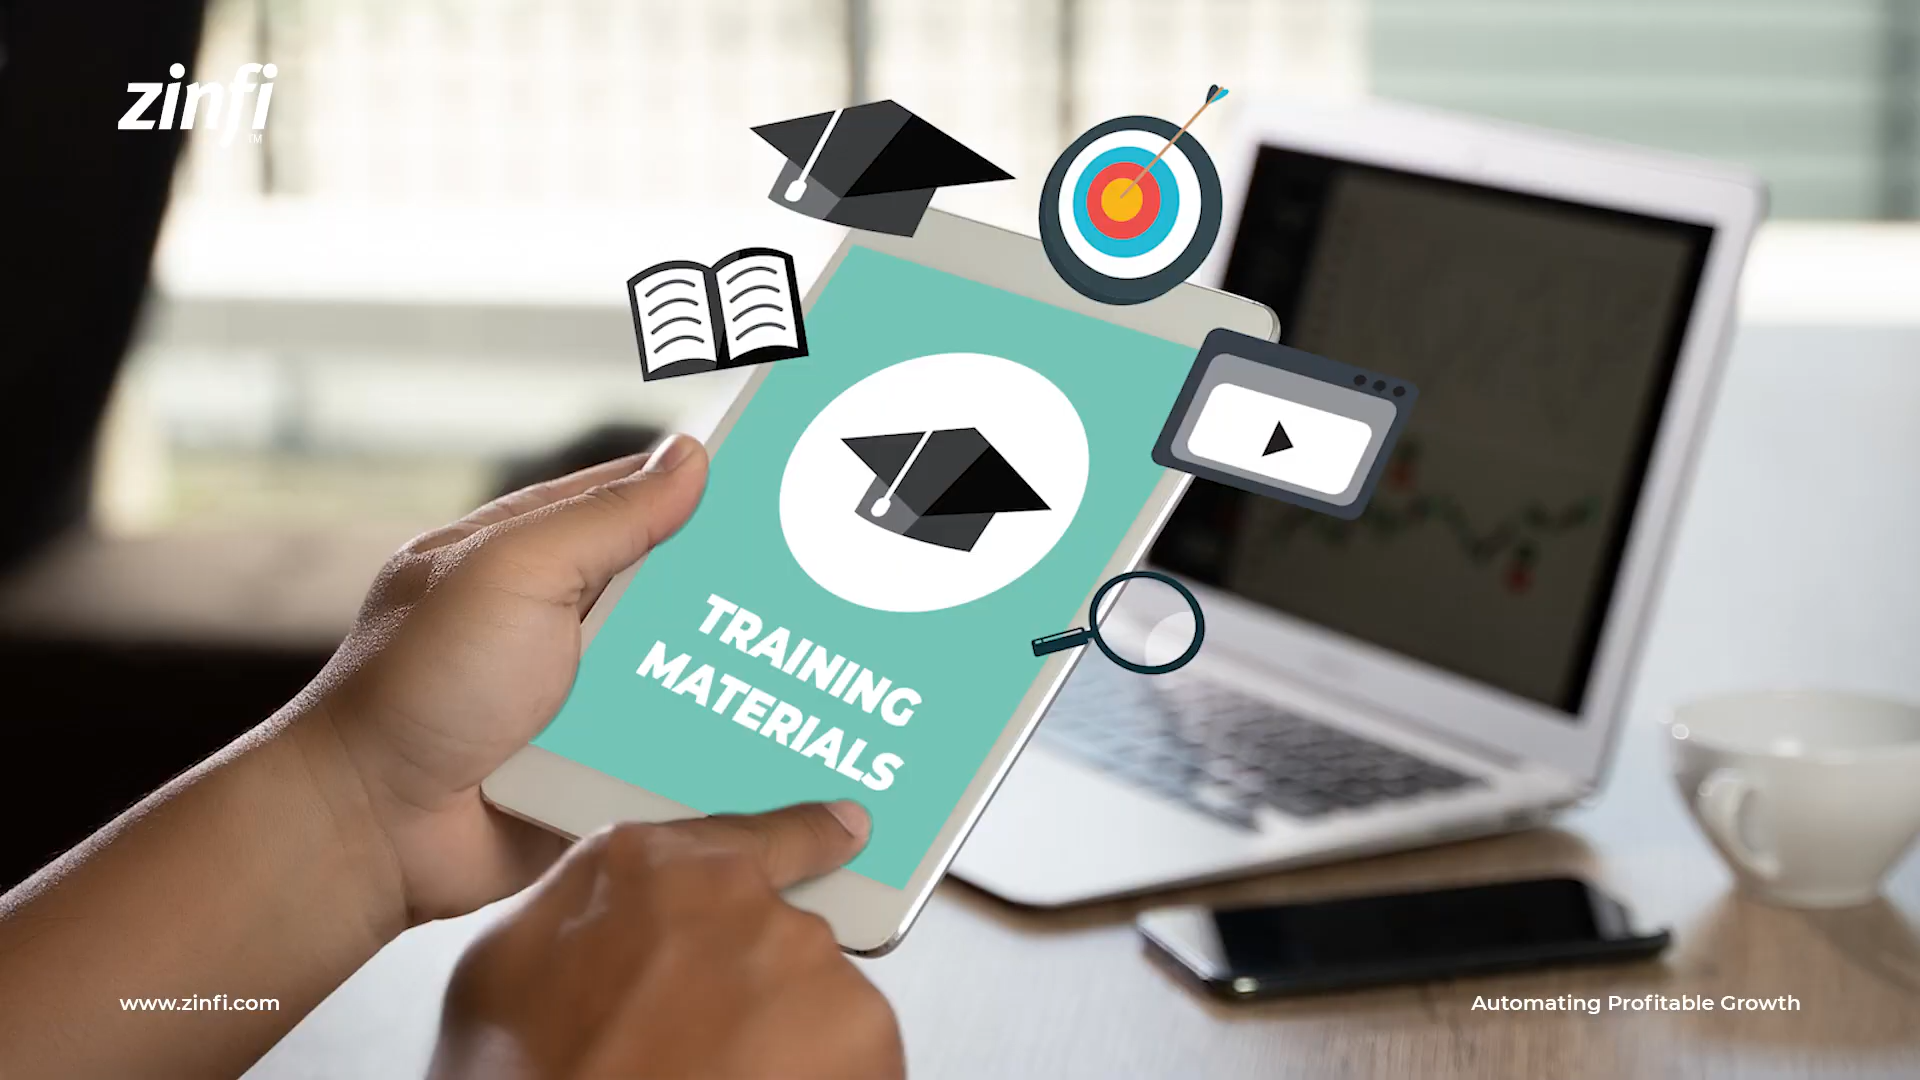 zinfi
TM
TRAINING
MATERIALS
www.zinfi.com
Automating Profitable Growth